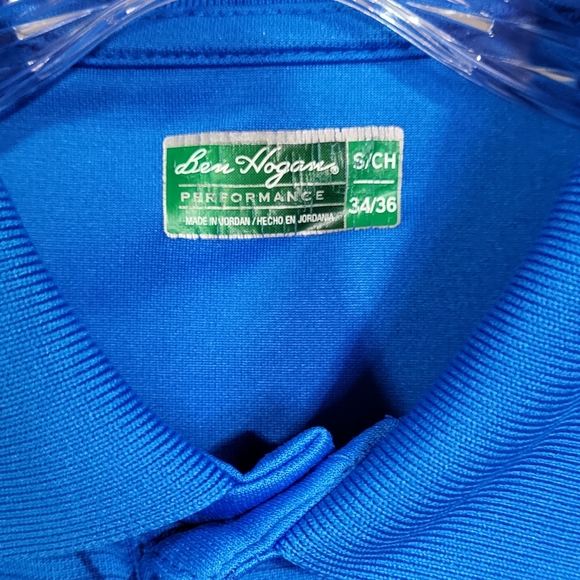 Ben Hogan®
S/CH
PERFORMANCE
34/36
MADE IN JORDAN / HECHO EN JORDANIA